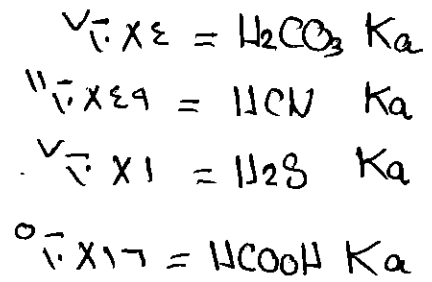 Ka H₂CO₃ = ٤ × ١٠^-٧
Ka HCN = ٤٩ × ١٠^-١١
Ka H₂S = ١ × ١٠^-٧
Ka HCOOH = ١٦ × ١٠^-٥